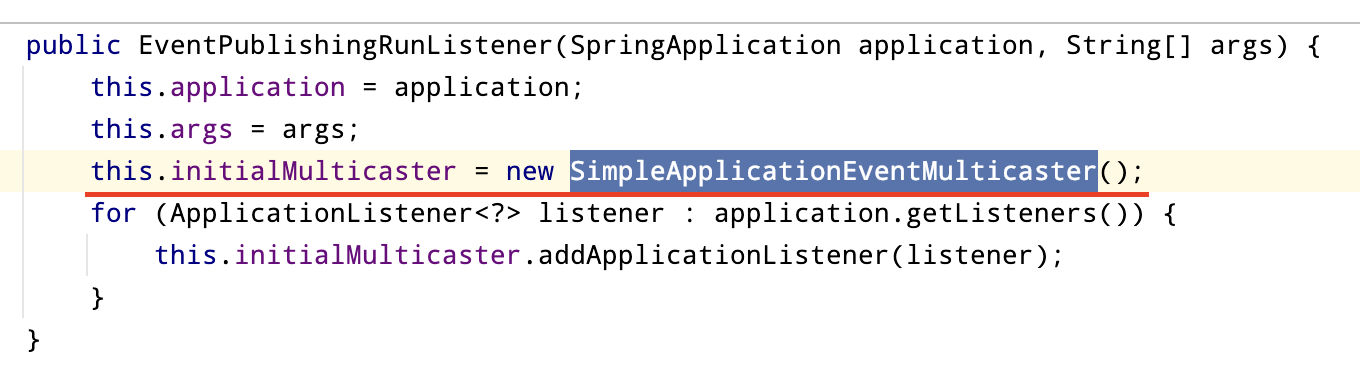 public EventPublishingRunListener(SpringApplication application, String[] args) {
    this.application = application;
    this.args = args;
    this.initialMulticaster = new SimpleApplicationEventMulticaster();
    for (ApplicationListener<?> listener : application.getListeners()) {
        this.initialMulticaster.addApplicationListener(listener);
    }
}